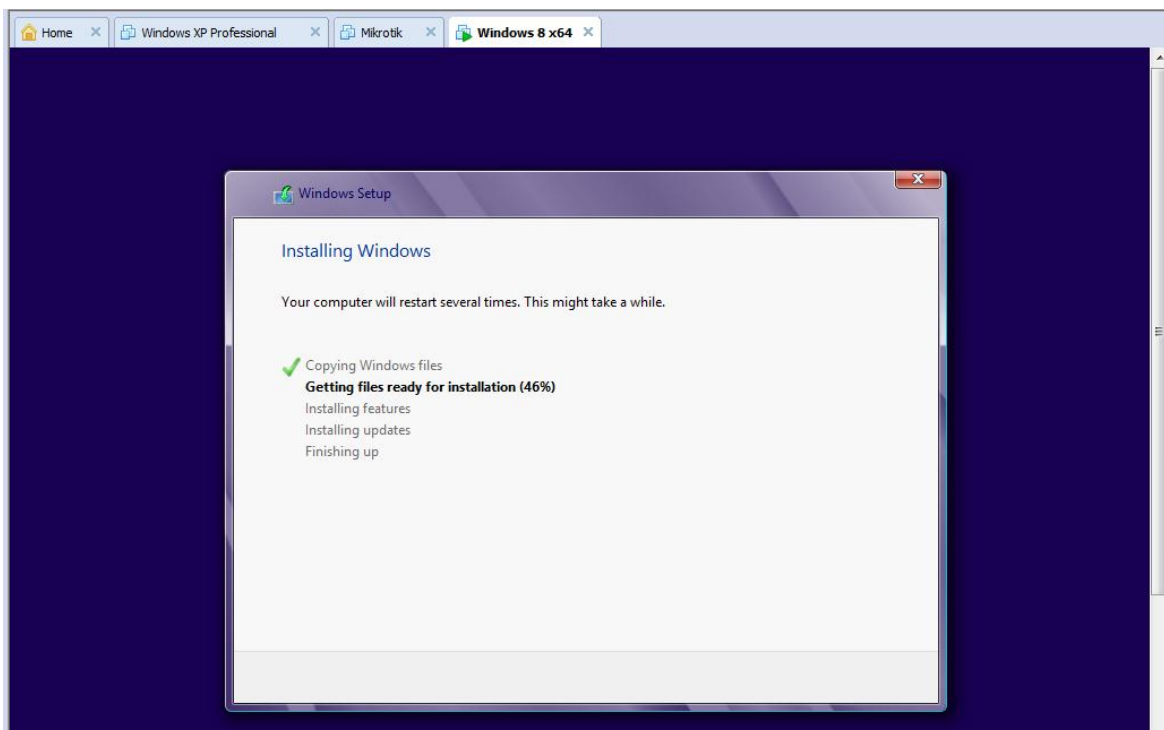 Home Windows XP Professional Mikrotik Windows 8 x64
Windows Setup
Installing Windows
Your computer will restart several times. This might take a while.
Copying Windows files
Getting files ready for installation (46%)
Installing features
Installing updates
Finishing up